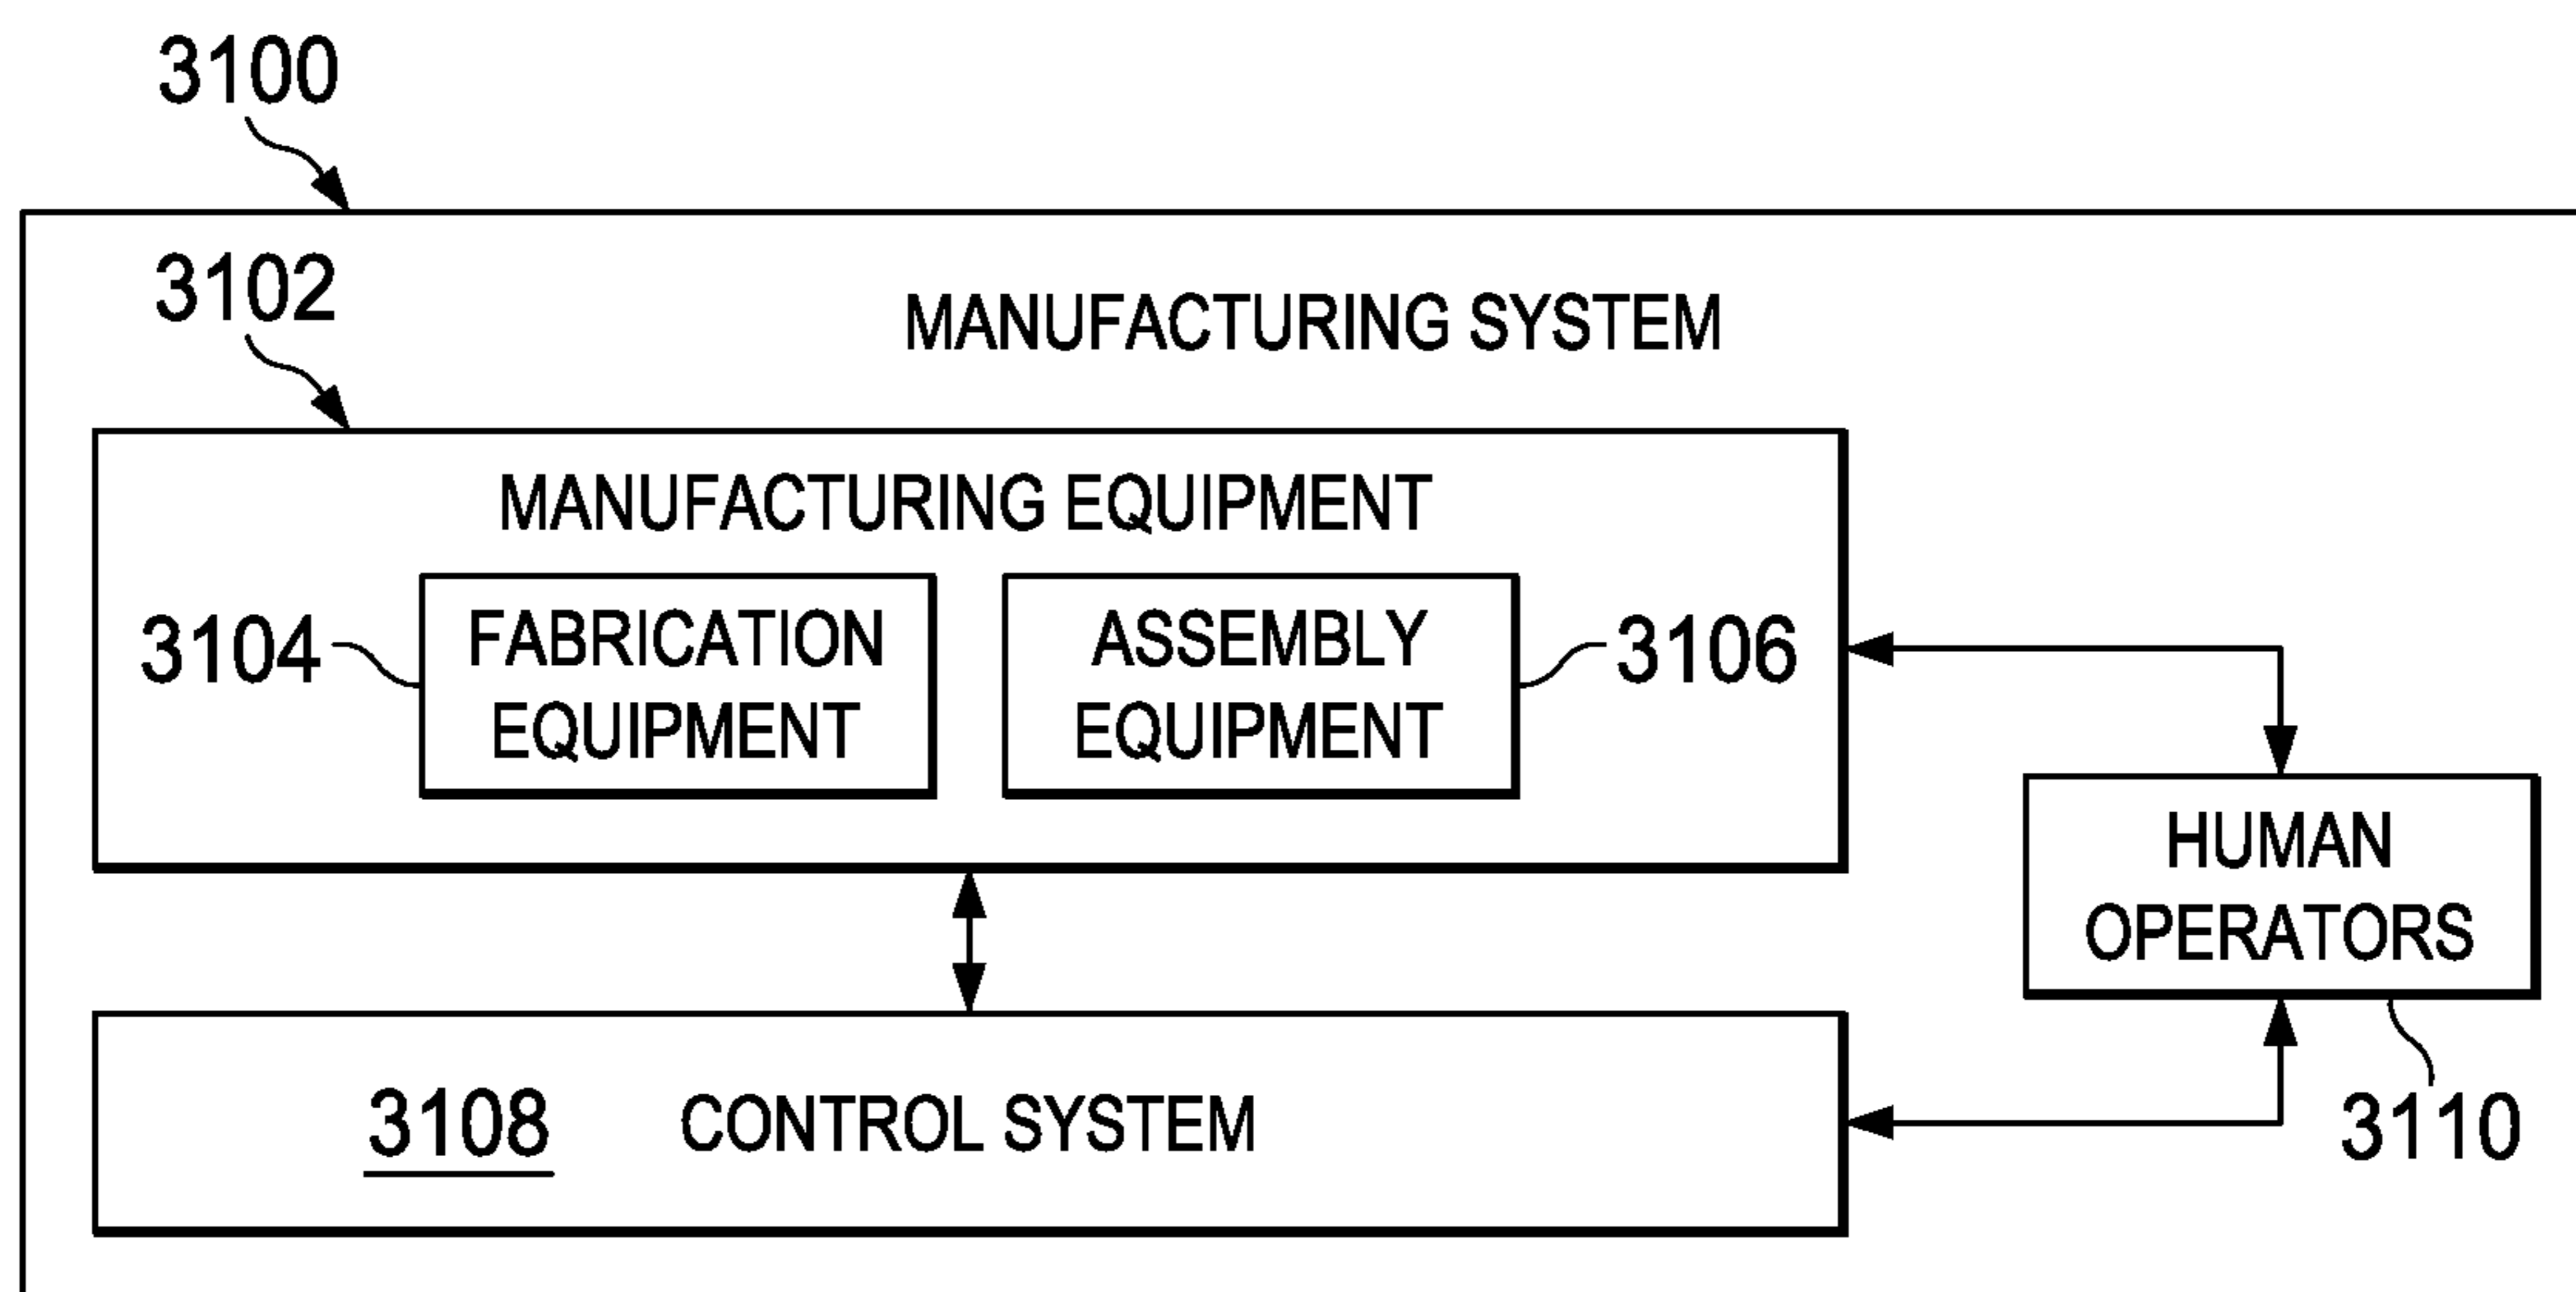 3100
3102
MANUFACTURING SYSTEM
MANUFACTURING EQUIPMENT
3104
FABRICATION
EQUIPMENT
ASSEMBLY
EQUIPMENT
3106
HUMAN
OPERATORS
3108
CONTROL SYSTEM
3110